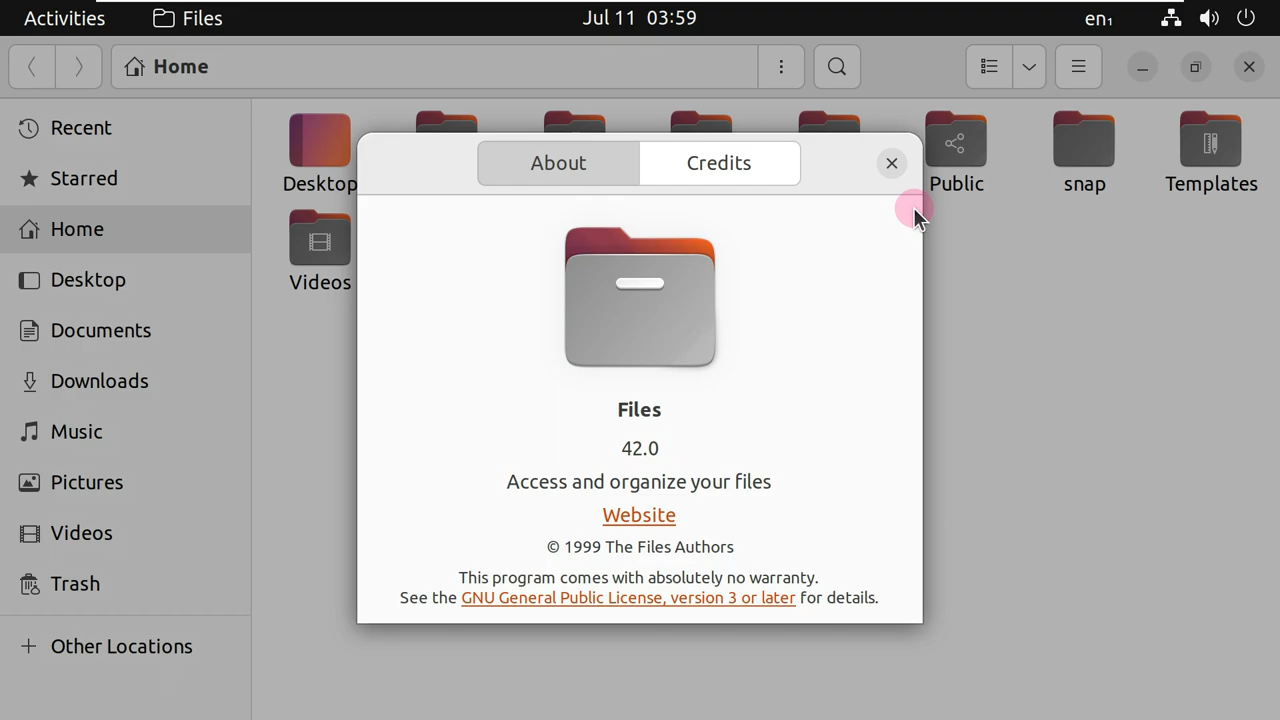 Activities Files Jul 11 03:59 en₁
Home
Recent
Starred
Home
Desktop
Documents
Downloads
Music
Pictures
Videos
Trash
Other Locations
Desktop Public snap Templates
Videos
About Credits
Files
42.0
Access and organize your files
Website
© 1999 The Files Authors
This program comes with absolutely no warranty.
See the GNU General Public License, version 3 or later for details.